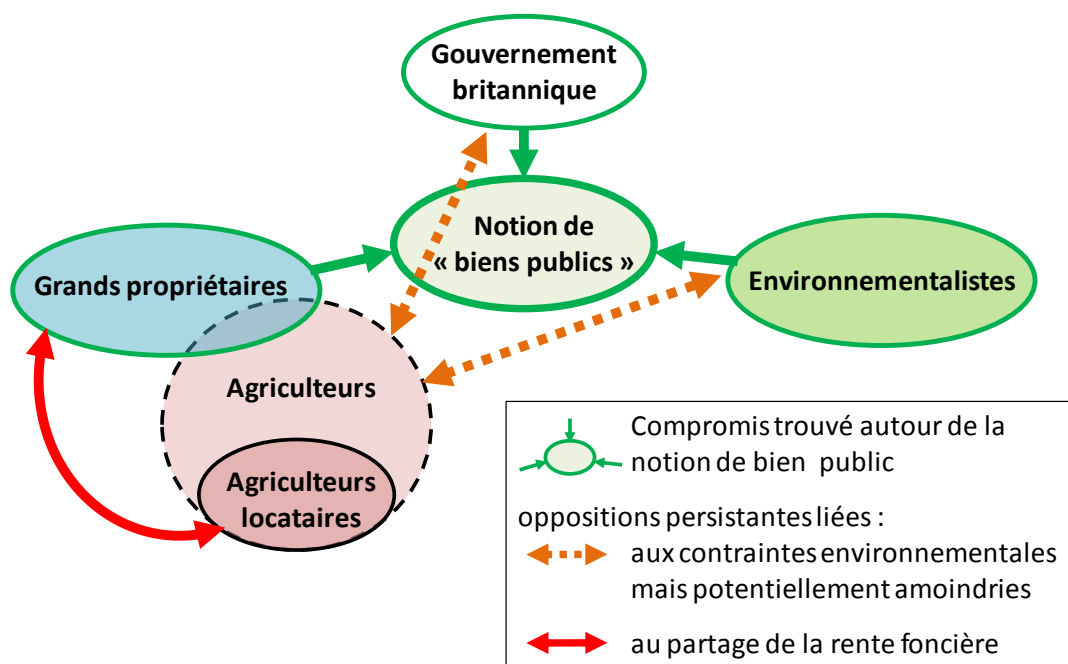 Gouvernement
britannique
Notion de
« biens publics »
Grands propriétaires
Environnementalistes
Agriculteurs
Agriculteurs
locataires
Compromis trouvé autour de la
notion de bien public
oppositions persistantes liées :
aux contraintes environnementales
mais potentiellement amoindries
au partage de la rente foncière